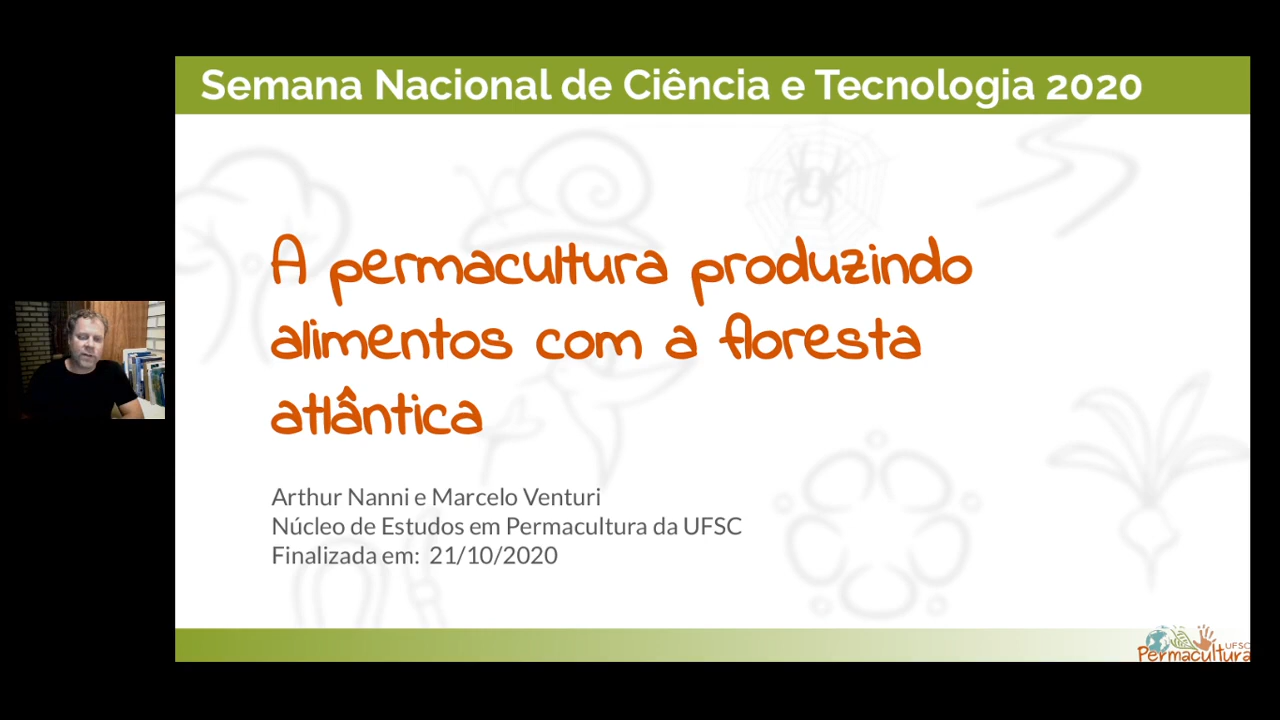 Semana Nacional de Ciência e Tecnologia 2020
A permacultura produzindo
alimentos com a floresta
atlântica
Arthur Nanni e Marcelo Venturi
Núcleo de Estudos em Permacultura da UFSC
Finalizada em: 21/10/2020
UFSC
Permacultura